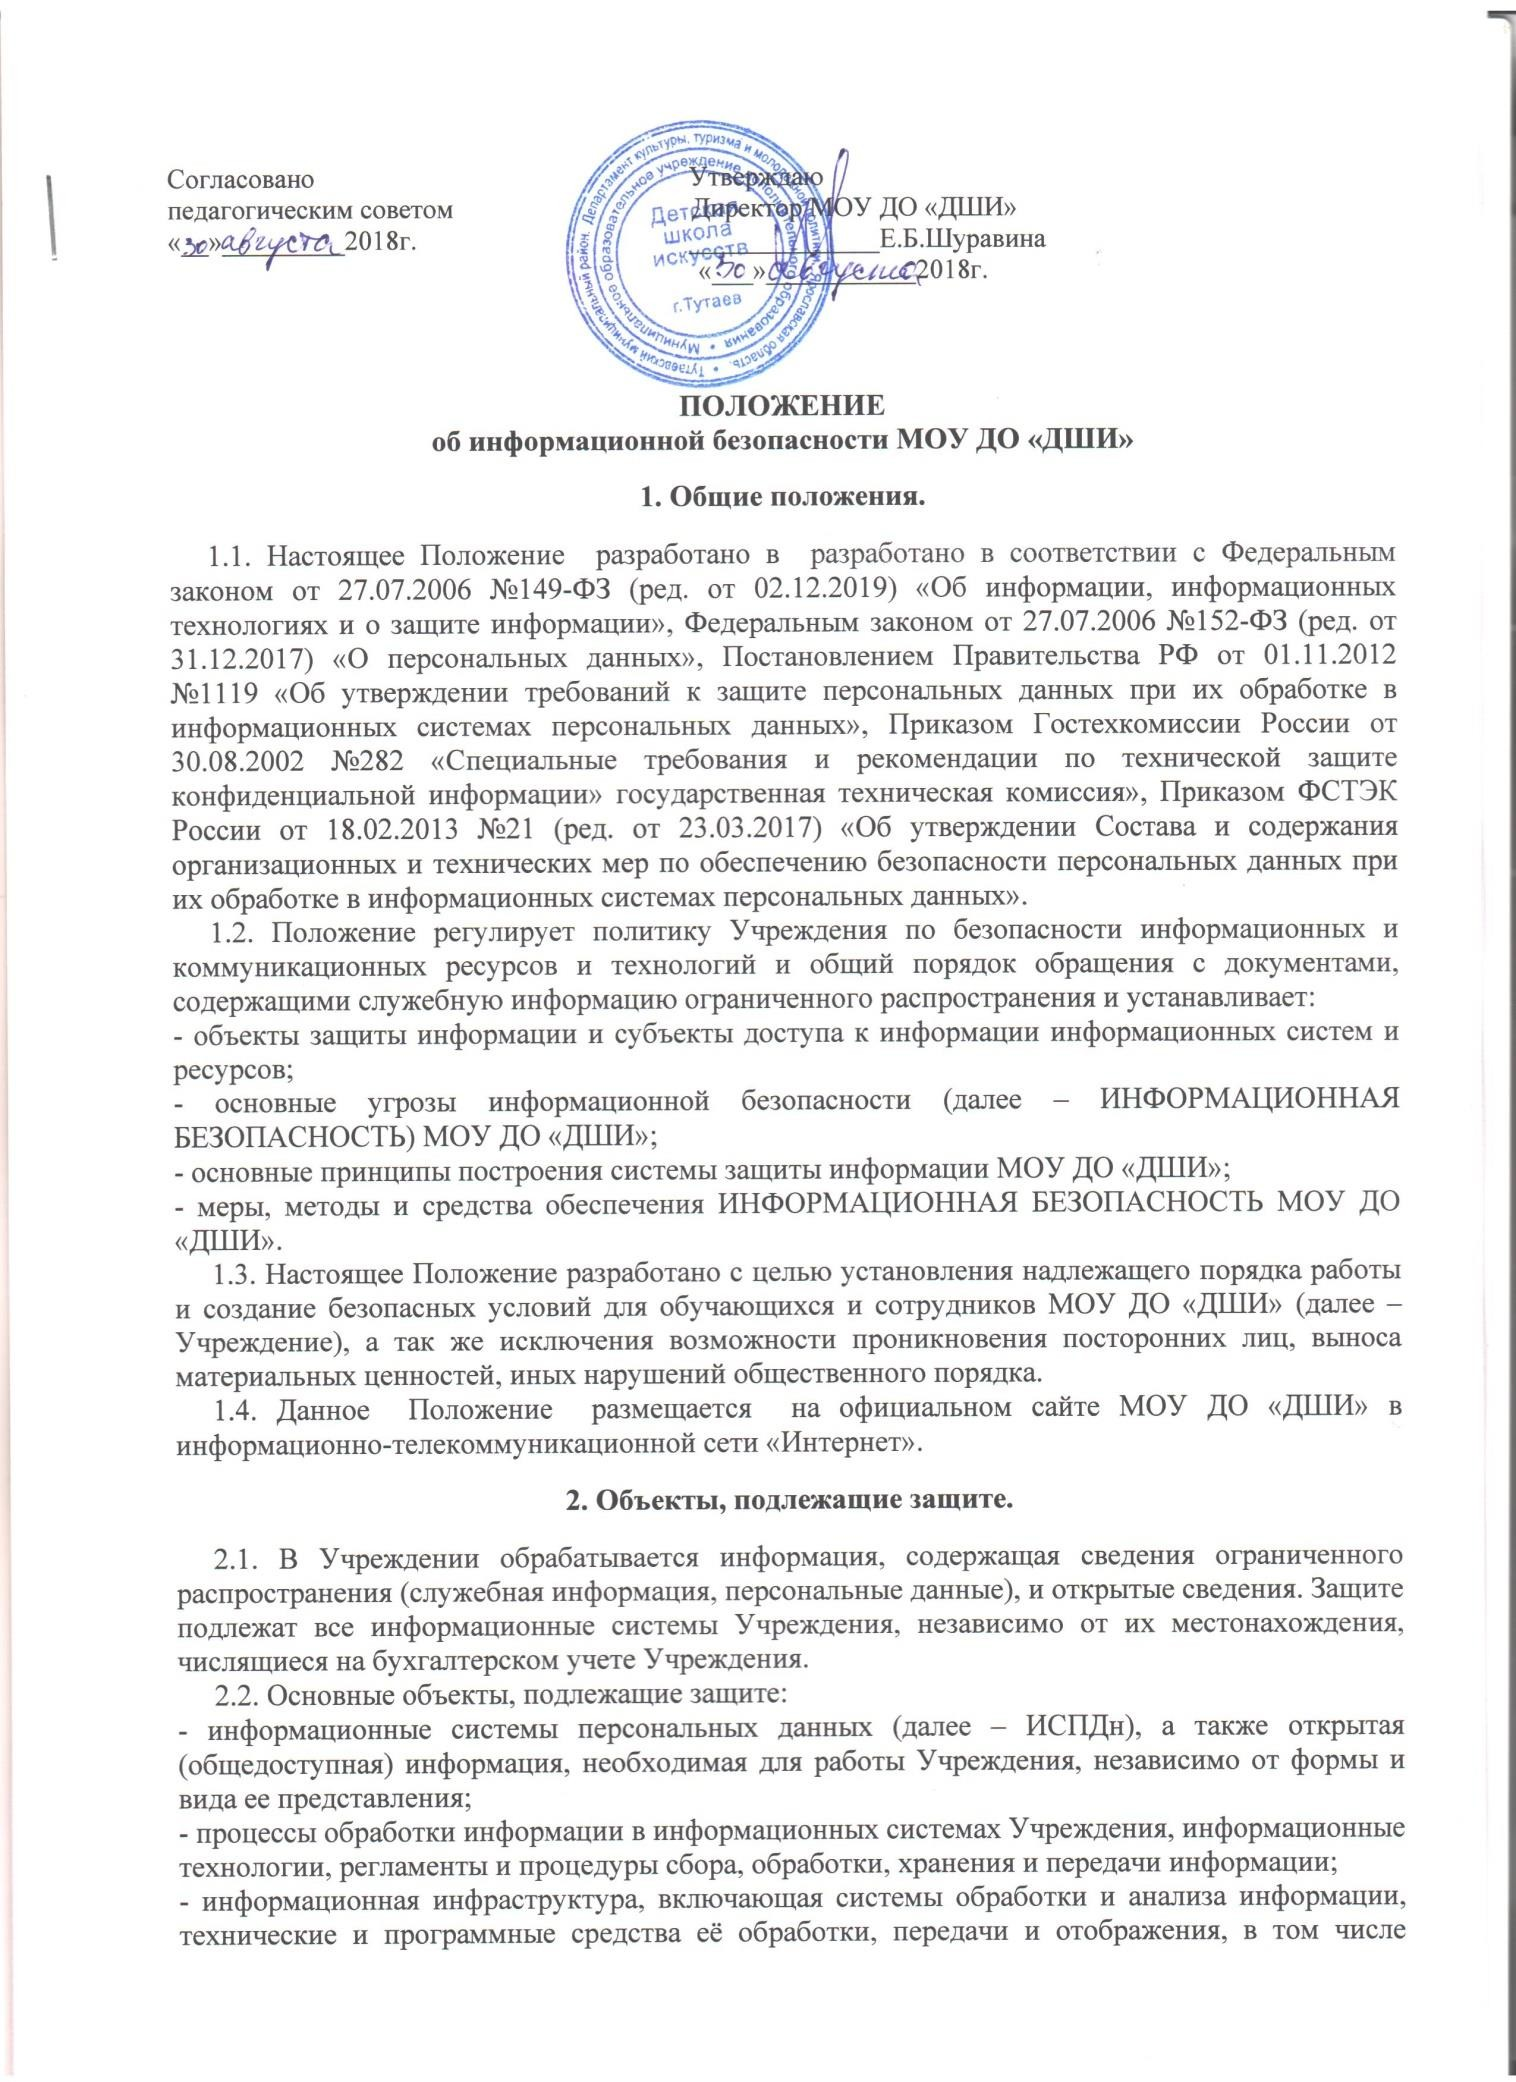 Согласовано
педагогическим советом
«30» августа 2018г.
Утверждаю
Директор МОУ ДО «ДШИ»
Е.Б.Шуравина
«30» августа 2018г.
Тутаевский муниципальный район. Департамент культуры, туризма и молодежной политики. Ярославская область.
Муниципальное образовательное учреждение дополнительного образования
Детская
школа
искусств
г.Тутаев
ПОЛОЖЕНИЕ
об информационной безопасности МОУ ДО «ДШИ»
1. Общие положения.
1.1. Настоящее Положение разработано в разработано в соответствии с Федеральным
законом от 27.07.2006 №149-ФЗ (ред. от 02.12.2019) «Об информации, информационных
технологиях и о защите информации», Федеральным законом от 27.07.2006 №152-ФЗ (ред. от
31.12.2017) «О персональных данных», Постановлением Правительства РФ от 01.11.2012
№1119 «Об утверждении требований к защите персональных данных при их обработке в
информационных системах персональных данных», Приказом Гостехкомиссии России от
30.08.2002 №282 «Специальные требования и рекомендации по технической защите
конфиденциальной информации» государственная техническая комиссия», Приказом ФСТЭК
России от 18.02.2013 №21 (ред. от 23.03.2017) «Об утверждении Состава и содержания
организационных и технических мер по обеспечению безопасности персональных данных при
их обработке в информационных системах персональных данных».
1.2. Положение регулирует политику Учреждения по безопасности информационных и
коммуникационных ресурсов и технологий и общий порядок обращения с документами,
содержащими служебную информацию ограниченного распространения и устанавливает:
- объекты защиты информации и субъекты доступа к информации информационных систем и
ресурсов;
- основные угрозы информационной безопасности (далее – ИНФОРМАЦИОННАЯ
БЕЗОПАСНОСТЬ) МОУ ДО «ДШИ»;
- основные принципы построения системы защиты информации МОУ ДО «ДШИ»;
- меры, методы и средства обеспечения ИНФОРМАЦИОННАЯ БЕЗОПАСНОСТЬ МОУ ДО
«ДШИ».
1.3. Настоящее Положение разработано с целью установления надлежащего порядка работы
и создание безопасных условий для обучающихся и сотрудников МОУ ДО «ДШИ» (далее –
Учреждение), а так же исключения возможности проникновения посторонних лиц, выноса
материальных ценностей, иных нарушений общественного порядка.
1.4. Данное Положение размещается на официальном сайте МОУ ДО «ДШИ» в
информационно-телекоммуникационной сети «Интернет».
2. Объекты, подлежащие защите.
2.1. В Учреждении обрабатывается информация, содержащая сведения ограниченного
распространения (служебная информация, персональные данные), и открытые сведения. Защите
подлежат все информационные системы Учреждения, независимо от их местонахождения,
числящиеся на бухгалтерском учете Учреждения.
2.2. Основные объекты, подлежащие защите:
- информационные системы персональных данных (далее – ИСПДн), а также открытая
(общедоступная) информация, необходимая для работы Учреждения, независимо от формы и
вида ее представления;
- процессы обработки информации в информационных системах Учреждения, информационные
технологии, регламенты и процедуры сбора, обработки, хранения и передачи информации;
- информационная инфраструктура, включающая системы обработки и анализа информации,
технические и программные средства её обработки, передачи и отображения, в том числе